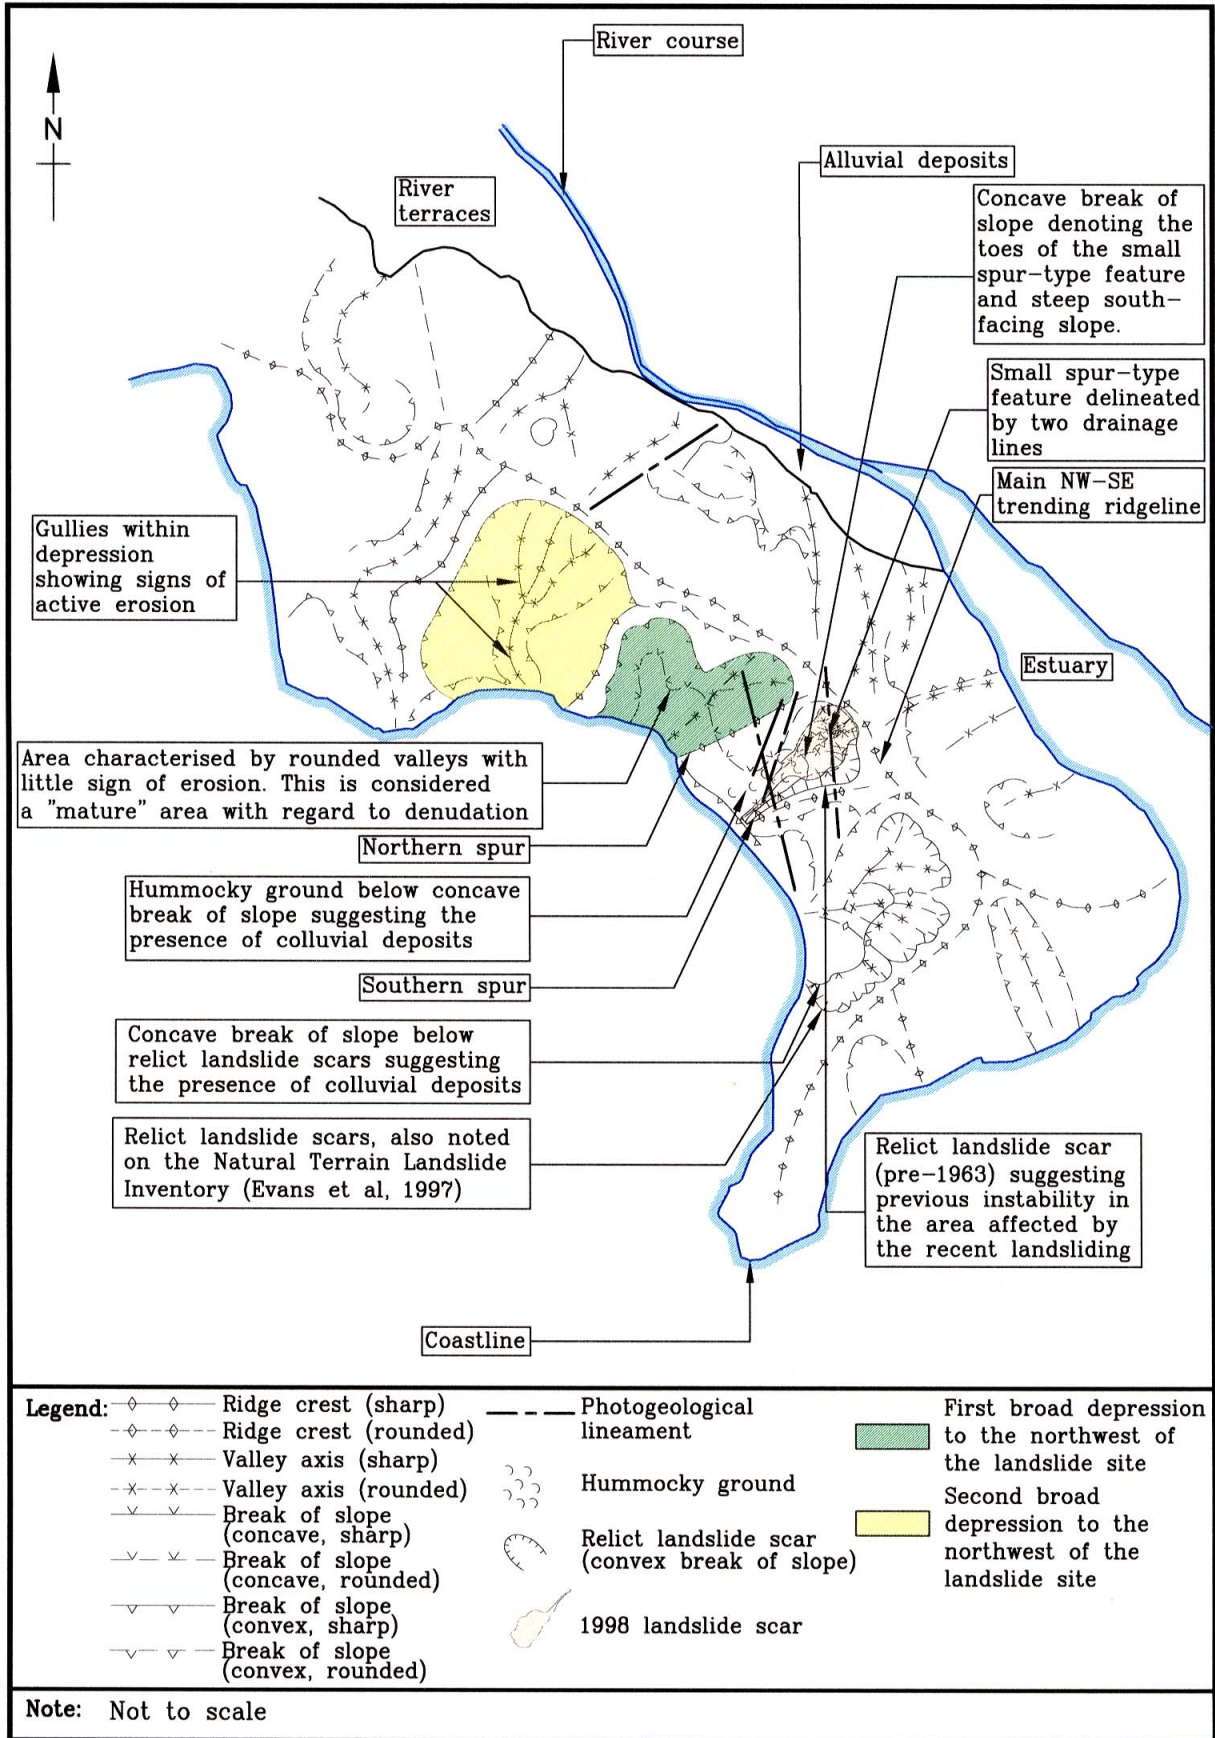 River course
N
River
terraces
Alluvial deposits
Concave break of
slope denoting the
toes of the small
spur-type feature
and steep south-
facing slope.
Small spur-type
feature delineated
by two drainage
lines
Main NW-SE
trending ridgeline
Gullies within
depression
showing signs of
active erosion
Estuary
Area characterised by rounded valleys with
little sign of erosion. This is considered
a "mature" area with regard to denudation
Northern spur
Hummocky ground below concave
break of slope suggesting the
presence of colluvial deposits
Southern spur
Concave break of slope below
relict landslide scars suggesting
the presence of colluvial deposits
Relict landslide scars, also noted
on the Natural Terrain Landslide
Inventory (Evans et al, 1997)
Relict landslide scar
(pre-1963) suggesting
previous instability in
the area affected by
the recent landsliding
Coastline
Legend:
Ridge crest (sharp)
Ridge crest (rounded)
Valley axis (sharp)
Valley axis (rounded)
Break of slope
(concave, sharp)
Break of slope
(concave, rounded)
Break of slope
(convex, sharp)
Break of slope
(convex, rounded)
Photogeological
lineament
Hummocky ground
Relict landslide scar
(convex break of slope)
1998 landslide scar
First broad depression
to the northwest of
the landslide site
Second broad
depression to the
northwest of the
landslide site
Note: Not to scale